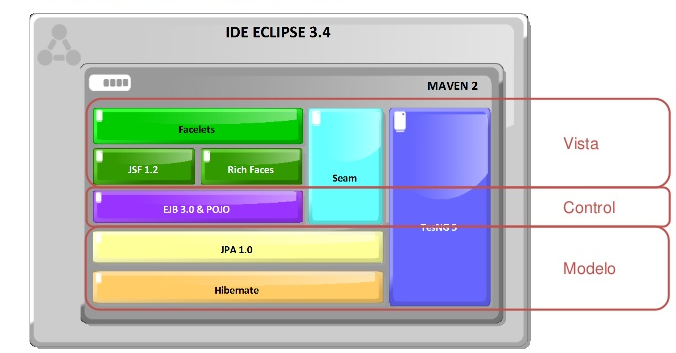 IDE ECLIPSE 3.4
MAVEN 2
Facelets
JSF 1.2
Rich Faces
Seam
EJB 3.0 & POJO
TesNG 5
JPA 1.0
Hibernate
Vista
Control
Modelo